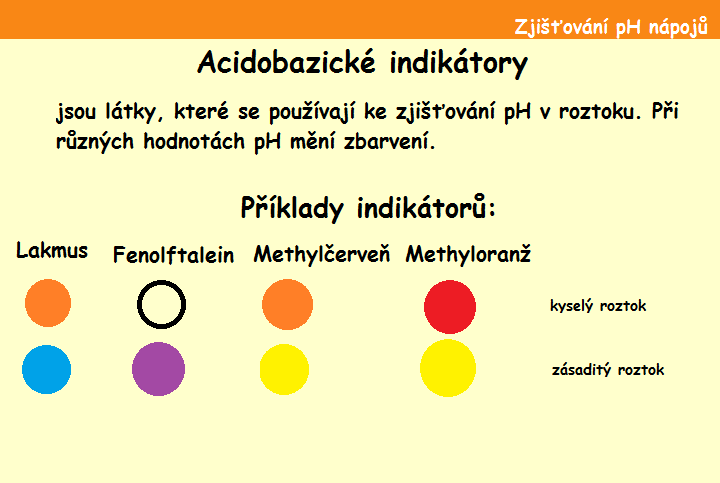 Zjišťování pH nápojů
Acidobazické indikátory
jsou látky, které se používají ke zjišťování pH v roztoku. Při
různých hodnotách pH mění zbarvení.
Příklady indikátorů:
Lakmus Fenolftalein Methylčerveň Methyloranž
kyselý roztok
zásaditý roztok